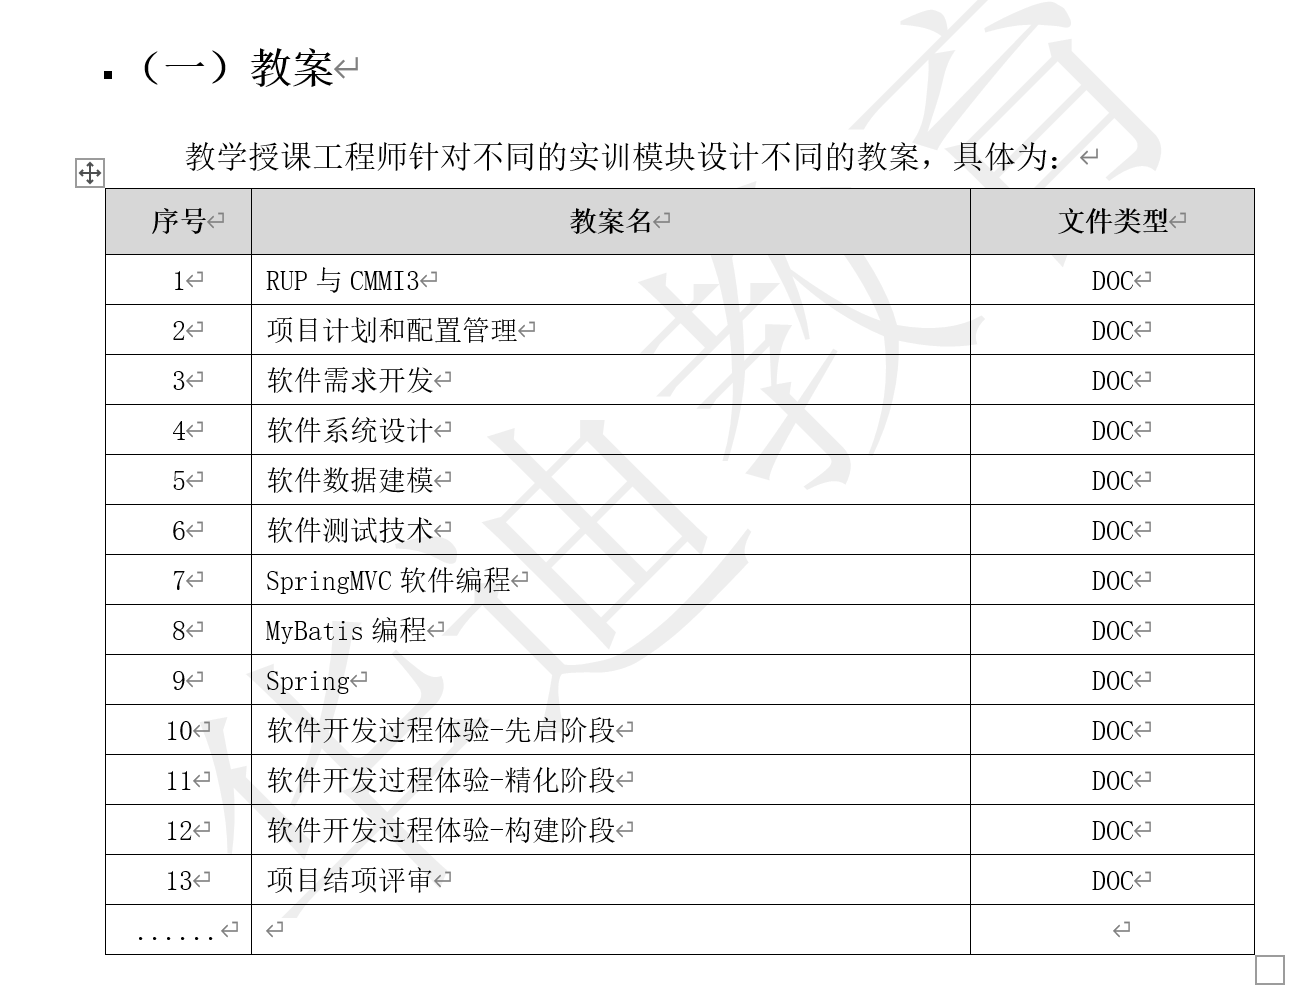 （一）教案
教学授课工程师针对不同的实训模块设计不同的教案，具体为：
序号 教案名 文件类型
1 RUP 与 CMMI3 DOC
2 项目计划和配置管理 DOC
3 软件需求开发 DOC
4 软件系统设计 DOC
5 软件数据建模 DOC
6 软件测试技术 DOC
7 SpringMVC 软件编程 DOC
8 MyBatis 编程 DOC
9 Spring DOC
10 软件开发过程体验-先启阶段 DOC
11 软件开发过程体验-精化阶段 DOC
12 软件开发过程体验-构建阶段 DOC
13 项目结项评审 DOC
......
华迪教育